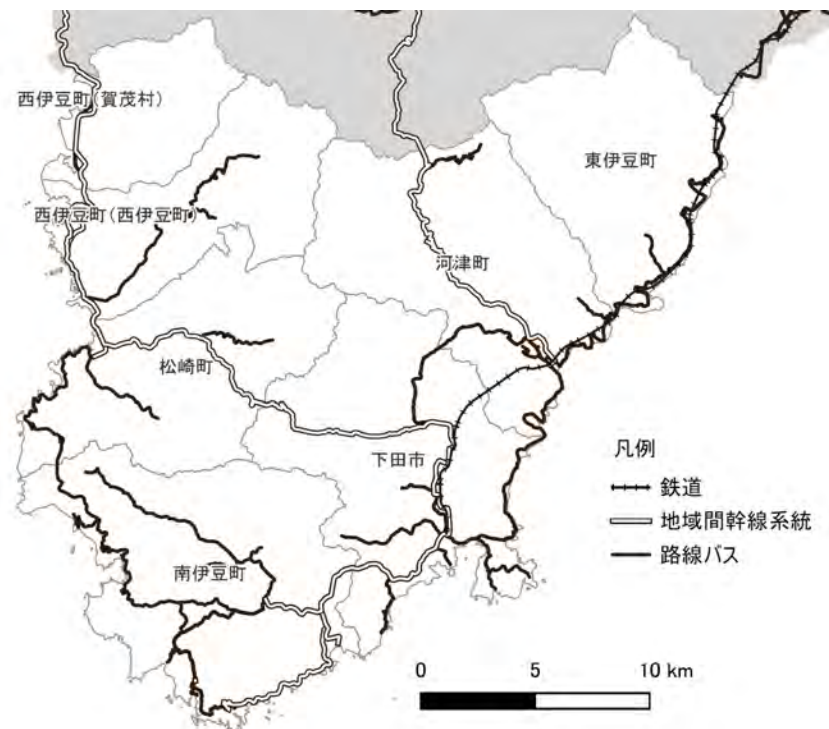 西伊豆町(賀茂村)
東伊豆町
西伊豆町(西伊豆町)
河津町
松崎町
下田市
南伊豆町
凡例
鉄道
地域間幹線系統
路線バス
0 5 10 km